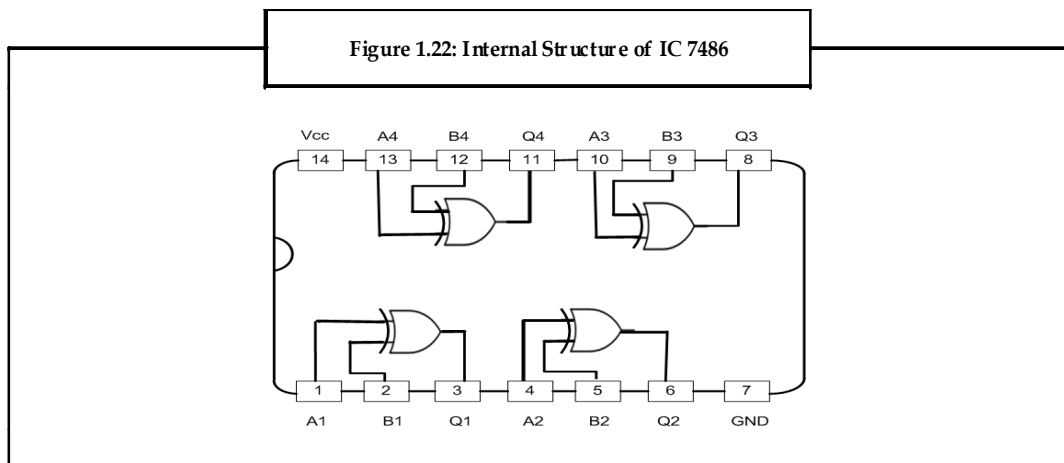 Figure 1.22: Internal Structure of IC 7486
Vcc A4 B4 Q4 A3 B3 Q3
14 13 12 11 10 9 8
1 2 3 4 5 6 7
A1 B1 Q1 A2 B2 Q2 GND